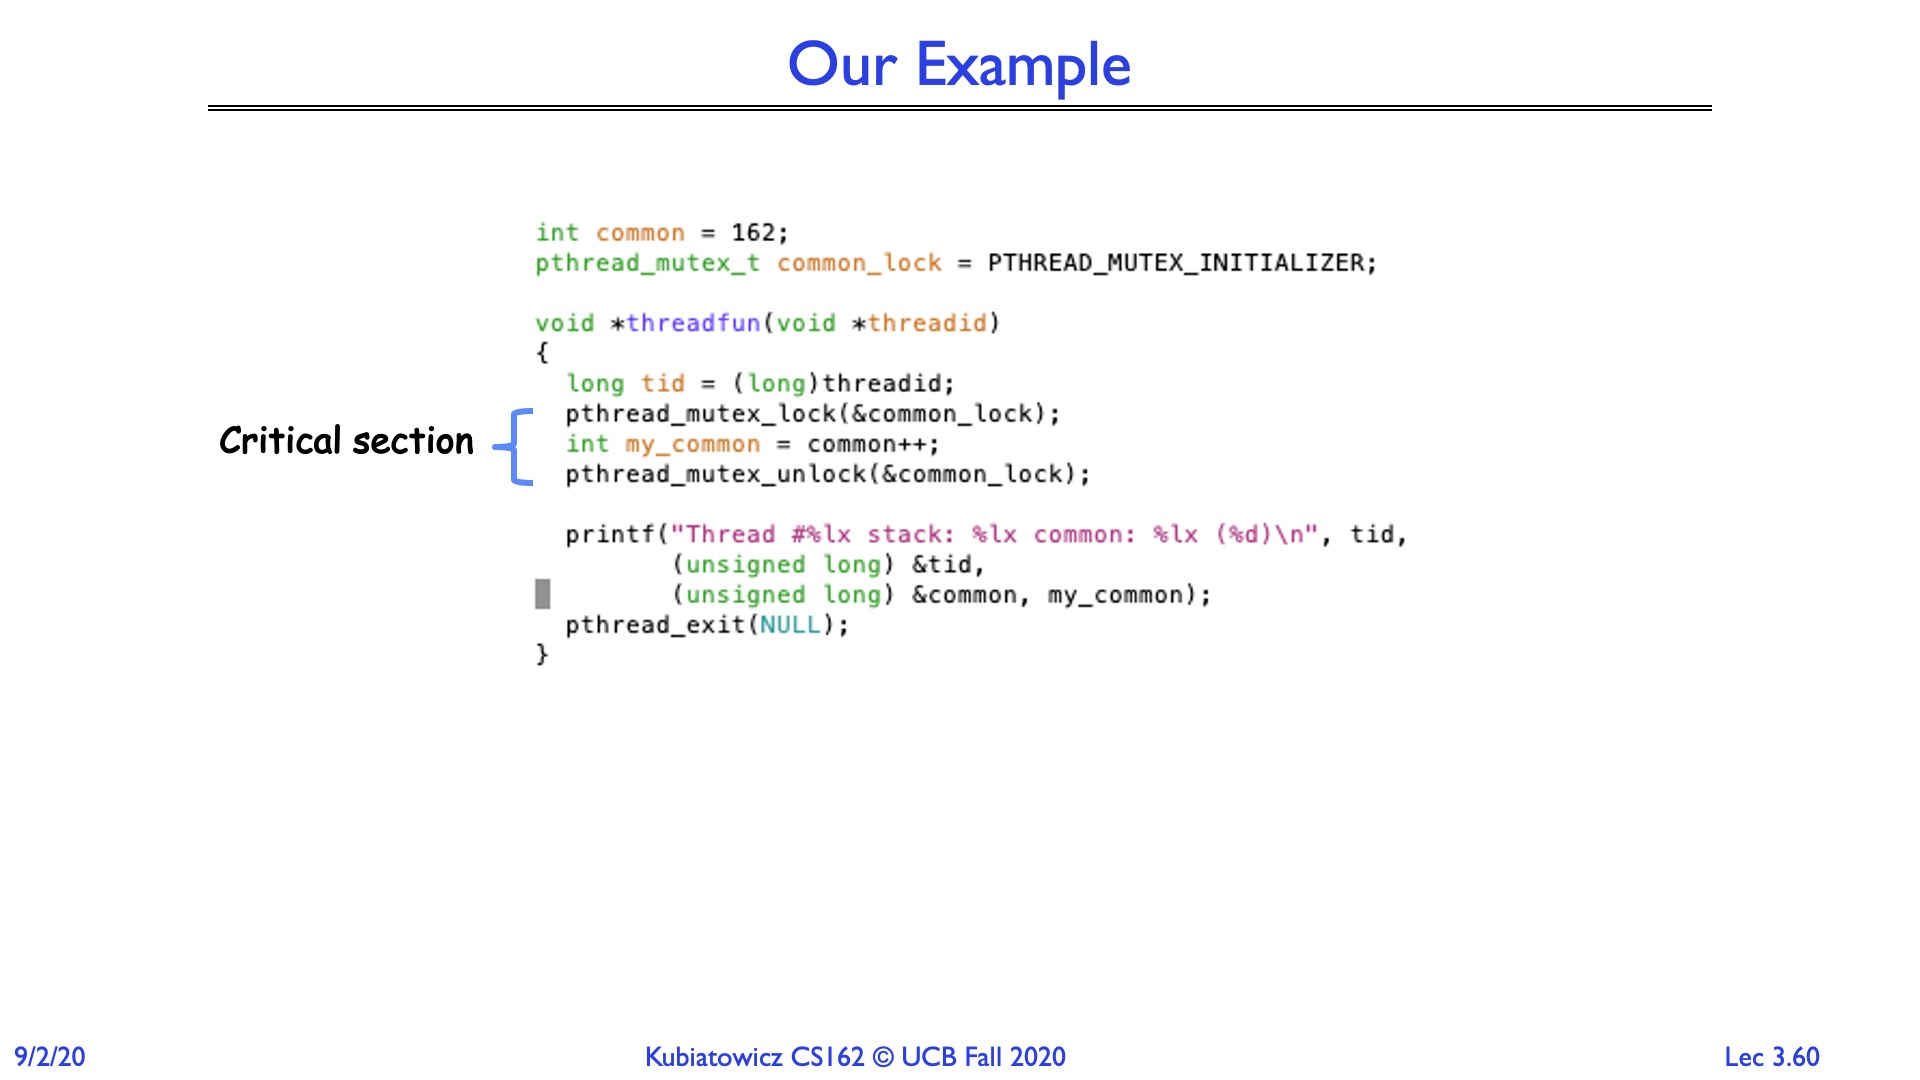 Our Example
int common = 162;
pthread_mutex_t common_lock = PTHREAD_MUTEX_INITIALIZER;
void *threadfun(void *threadid)
{
long tid = (long)threadid;
pthread_mutex_lock(&common_lock);
Critical section
int my_common = common++;
pthread_mutex_unlock(&common_lock);
printf("Thread #%lx stack: %lx common: %lx (%d)\n", tid,
(unsigned long) &tid,
(unsigned long) &common, my_common);
pthread_exit(NULL);
}
9/2/20
Kubiatowicz CS162 © UCB Fall 2020
Lec 3.60